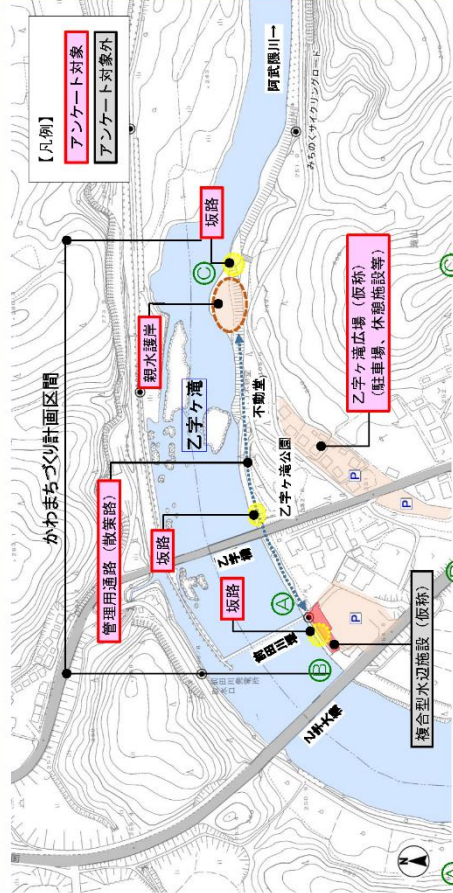 【凡例】
アンケート対象
アンケート対象外
かわまちづくり計画区間
管理用通路（散策路）
親水護岸
坂路
坂路
坂路
C
乙字ヶ滝
阿武隈川→
みちのくサイクリングロード
不動堂
乙字ヶ滝公園
乙字橋
A
前田川堰
B
乙字大橋
P
P
P
乙字ヶ滝広場（仮称）
（駐車場、休憩施設等）
複合型水辺施設（仮称）
N